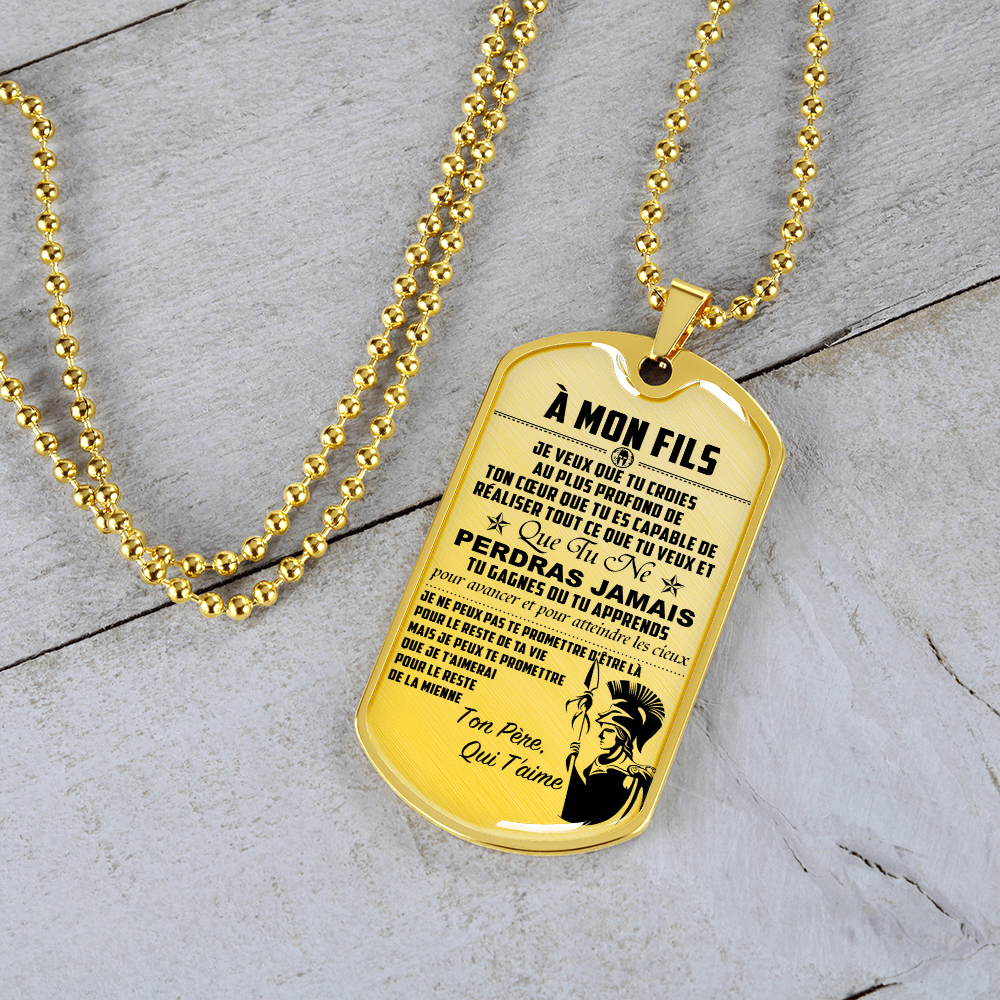 À MON FILS
JE VEUX QUE TU CROIES
AU PLUS PROFOND DE
TON CŒUR QUE TU ES CAPABLE DE
RÉALISER TOUT CE QUE TU VEUX ET
Que Tu Ne
PERDRAS JAMAIS
TU GAGNES OU TU APPRENDS
pour avancer et pour atteindre les cieux
JE NE PEUX PAS TE PROMETTRE D'ÊTRE LÀ
POUR LE RESTE DE TA VIE
MAIS JE PEUX TE PROMETTRE
QUE JE T'AIMERAI
POUR LE RESTE
DE LA MIENNE
Ton Père,
Qui T'aime